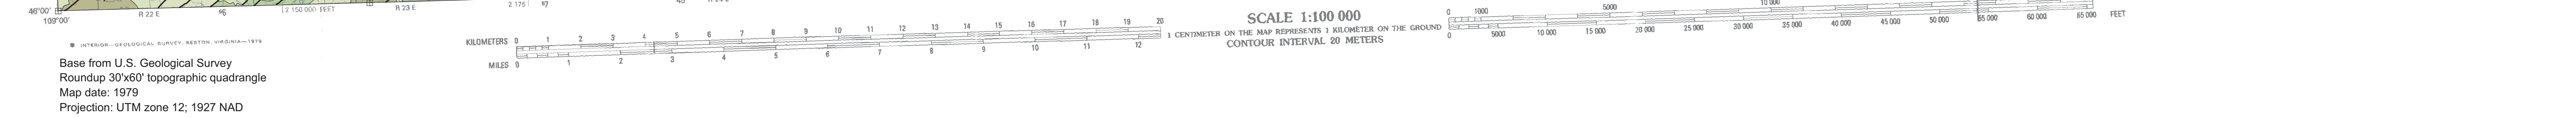 46°00'
109°00'
R 22 E
2 150 000 FEET
R 23 E
2 175
INTERIOR—GEOLOGICAL SURVEY, RESTON, VIRGINIA—1979
Base from U.S. Geological Survey
Roundup 30'x60' topographic quadrangle
Map date: 1979
Projection: UTM zone 12; 1927 NAD
KILOMETERS 0 1 2 3 4 5 6 7 8 9 10 11 12 13 14 15 16 17 18 19 20
MILES 0 1 2 3 4 5 6 7 8 9 10 11 12
SCALE 1:100 000
1 CENTIMETER ON THE MAP REPRESENTS 1 KILOMETER ON THE GROUND
CONTOUR INTERVAL 20 METERS
0 1000 5000 10 000
0 5000 10 000 15 000 20 000 25 000 30 000 35 000 40 000 45 000 50 000 55 000 60 000 65 000 FEET